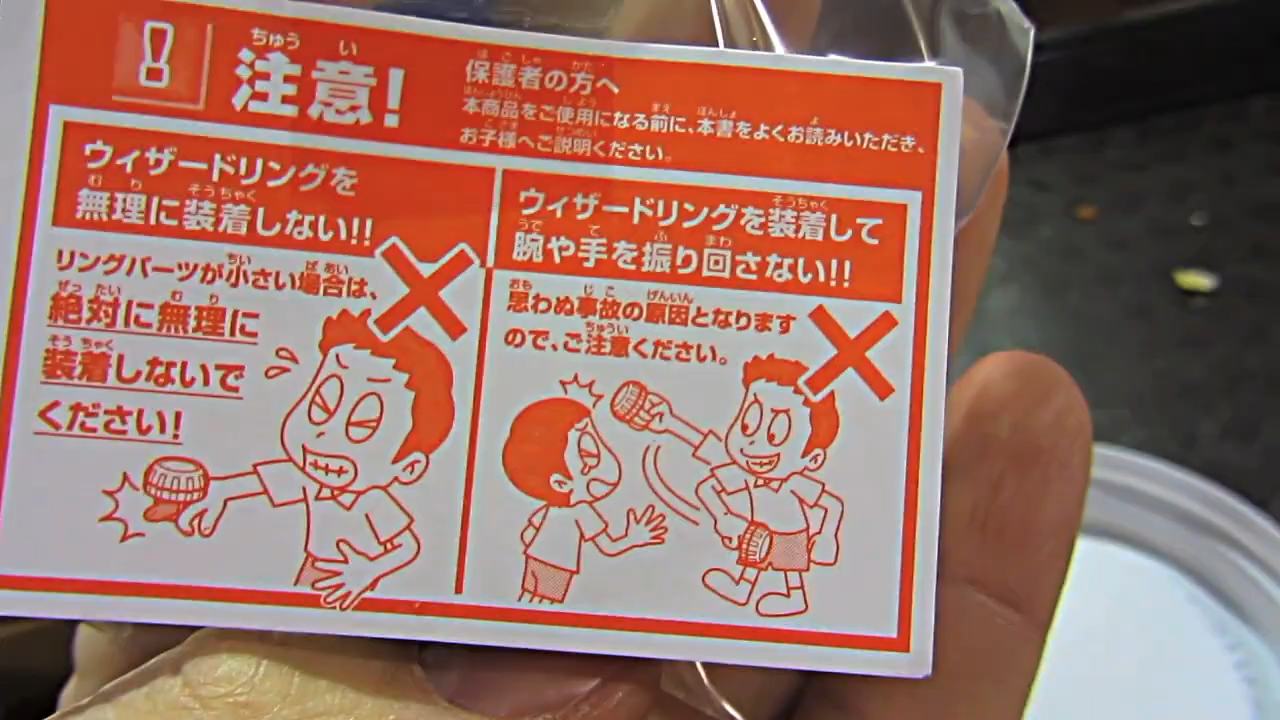 注意!
保護者の方へ
本商品をご使用になる前に、本書をよくお読みいただき、
お子様へご説明ください。
ウィザードリングを
無理に装着しない!!
リングパーツが小さい場合は、
絶対に無理に
装着しないで
ください!
ウィザードリングを装着して
腕や手を振り回さない!!
思わぬ事故の原因となります
ので、ご注意ください。